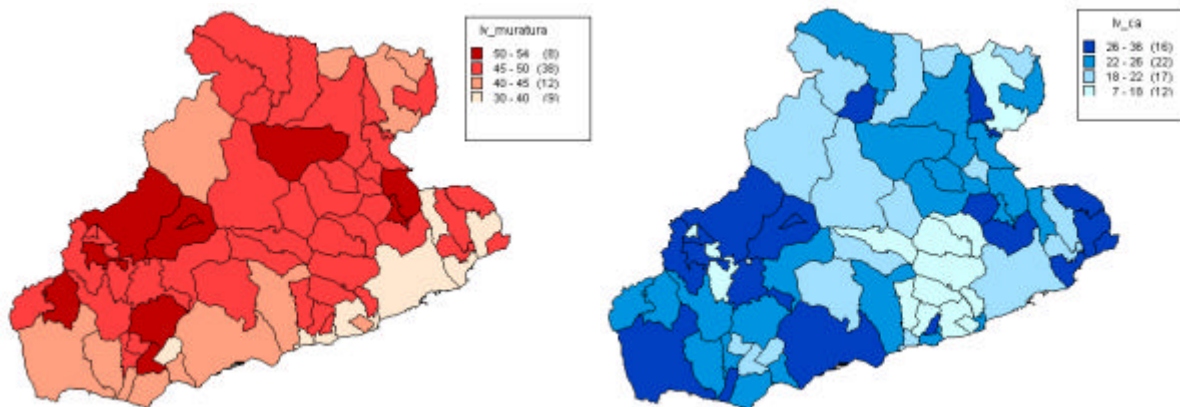 Iv_muratura
50 - 54 (8)
45 - 50 (38)
40 - 45 (12)
30 - 40 (9)
Iv_ca
26 - 36 (16)
22 - 26 (22)
18 - 22 (17)
7 - 18 (12)